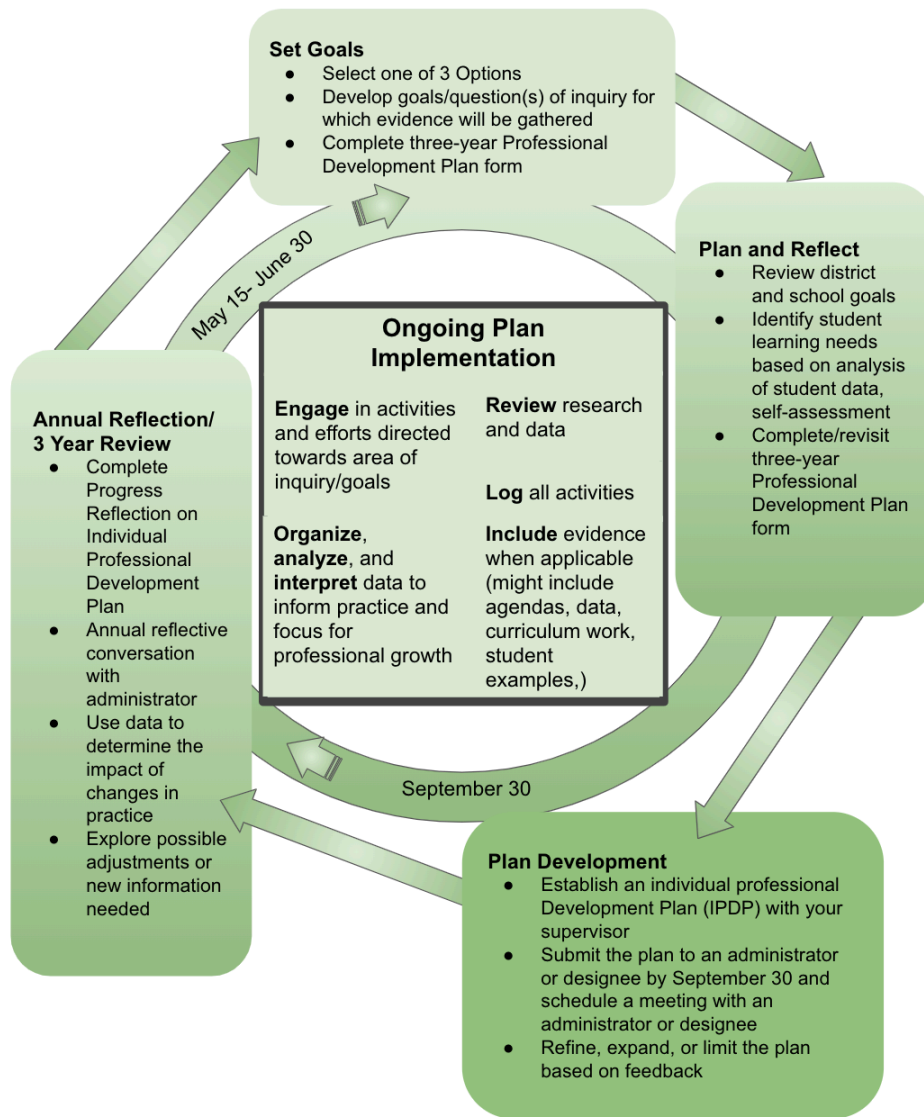 Set Goals
● Select one of 3 Options
● Develop goals/question(s) of inquiry for
which evidence will be gathered
● Complete three-year Professional
Development Plan form
Plan and Reflect
● Review district
and school goals
● Identify student
learning needs
based on analysis
of student data,
self-assessment
● Complete/revisit
three-year
Professional
Development Plan
form
May 15- June 30
Ongoing Plan
Implementation
Engage in activities
and efforts directed
towards area of
inquiry/goals
Review research
and data
Log all activities
Organize,
analyze, and
interpret data to
inform practice and
focus for
professional growth
Include evidence
when applicable
(might include
agendas, data,
curriculum work,
student
examples,)
Annual Reflection/
3 Year Review
● Complete
Progress
Reflection on
Individual
Professional
Development
Plan
● Annual reflective
conversation
with
administrator
● Use data to
determine the
impact of
changes in
practice
● Explore possible
adjustments or
new information
needed
September 30
Plan Development
● Establish an individual professional
Development Plan (IPDP) with your
supervisor
● Submit the plan to an administrator
or designee by September 30 and
schedule a meeting with an
administrator or designee
● Refine, expand, or limit the plan
based on feedback